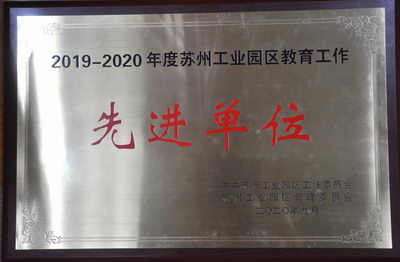 2019-2020年度苏州工业园区教育工作
先进单位
中共苏州工业园区工作委员会
苏州工业园区管理委员会
二〇二〇年九月